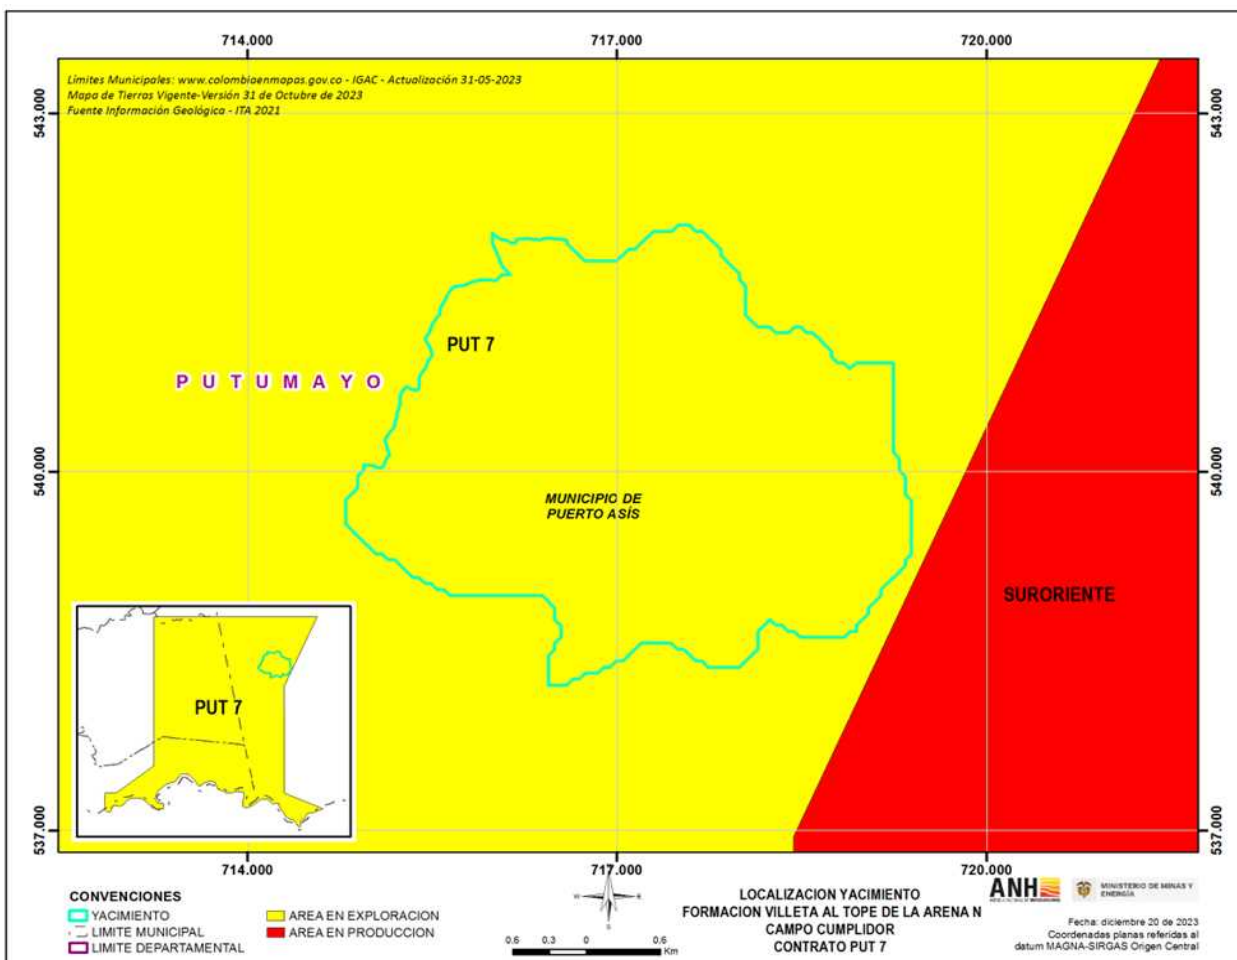 714.000
717.000
720.000
Límites Municipales: www.colombiaenmapas.gov.co - IGAC - Actualización 31-05-2023
Mapa de Tierras Vigente-Versión 31 de Octubre de 2023
Fuente Información Geológica - ITA 2021
543.000
543.000
PUT 7
PUTUMAYO
540.000
540.000
MUNICIPIO DE
PUERTO ASÍS
SURORIENTE
PUT 7
537.000
537.000
714.000
717.000
720.000
CONVENCIONES
YACIMIENTO
LIMITE MUNICIPAL
LIMITE DEPARTAMENTAL
AREA EN EXPLORACION
AREA EN PRODUCCION
N
S
0.6 0.3 0 0.6
Km
LOCALIZACION YACIMIENTO
FORMACION VILLETA AL TOPE DE LA ARENA N
CAMPO CUMPLIDOR
CONTRATO PUT 7
ANH
MINISTERIO DE MINAS Y
ENERGÍA
Fecha: diciembre 20 de 2023
Coordenadas planas referidas al
datum MAGNA-SIRGAS Origen Central